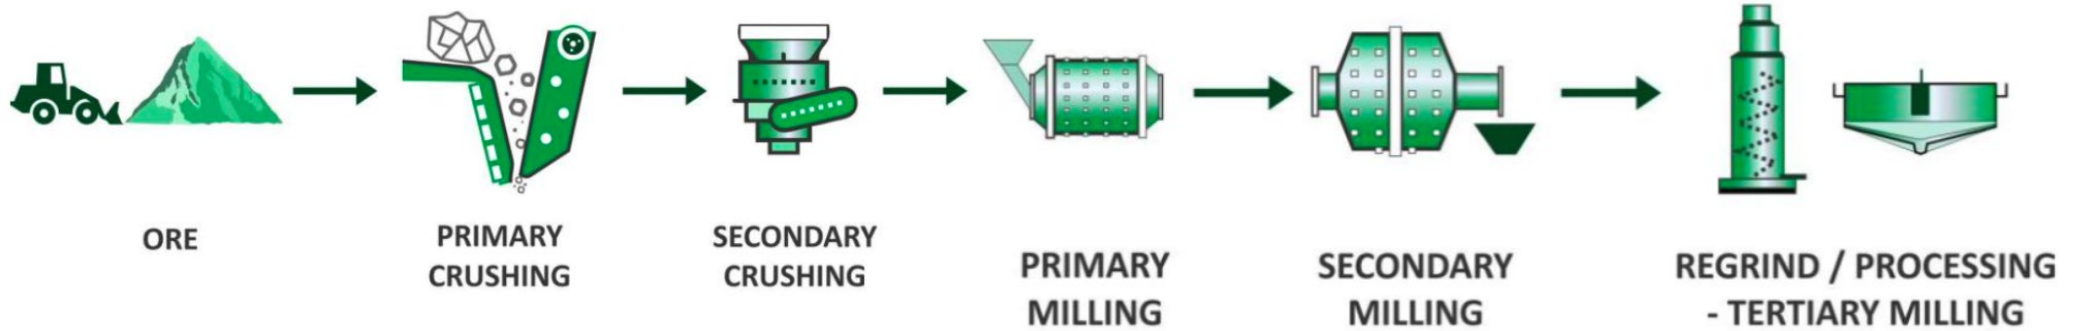 ORE
PRIMARY
CRUSHING
SECONDARY
CRUSHING
PRIMARY
MILLING
SECONDARY
MILLING
REGRIND / PROCESSING
- TERTIARY MILLING